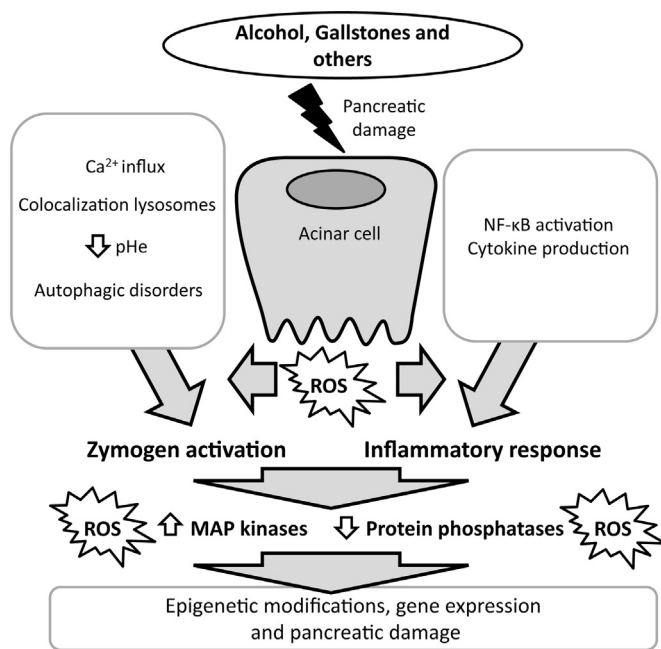 Alcohol, Gallstones and
others
Pancreatic
damage
Ca²⁺ influx
Colocalization lysosomes
pHe
Autophagic disorders
Acinar cell
NF-κB activation
Cytokine production
ROS
Zymogen activation
Inflammatory response
ROS
MAP kinases
Protein phosphatases
ROS
Epigenetic modifications, gene expression
and pancreatic damage